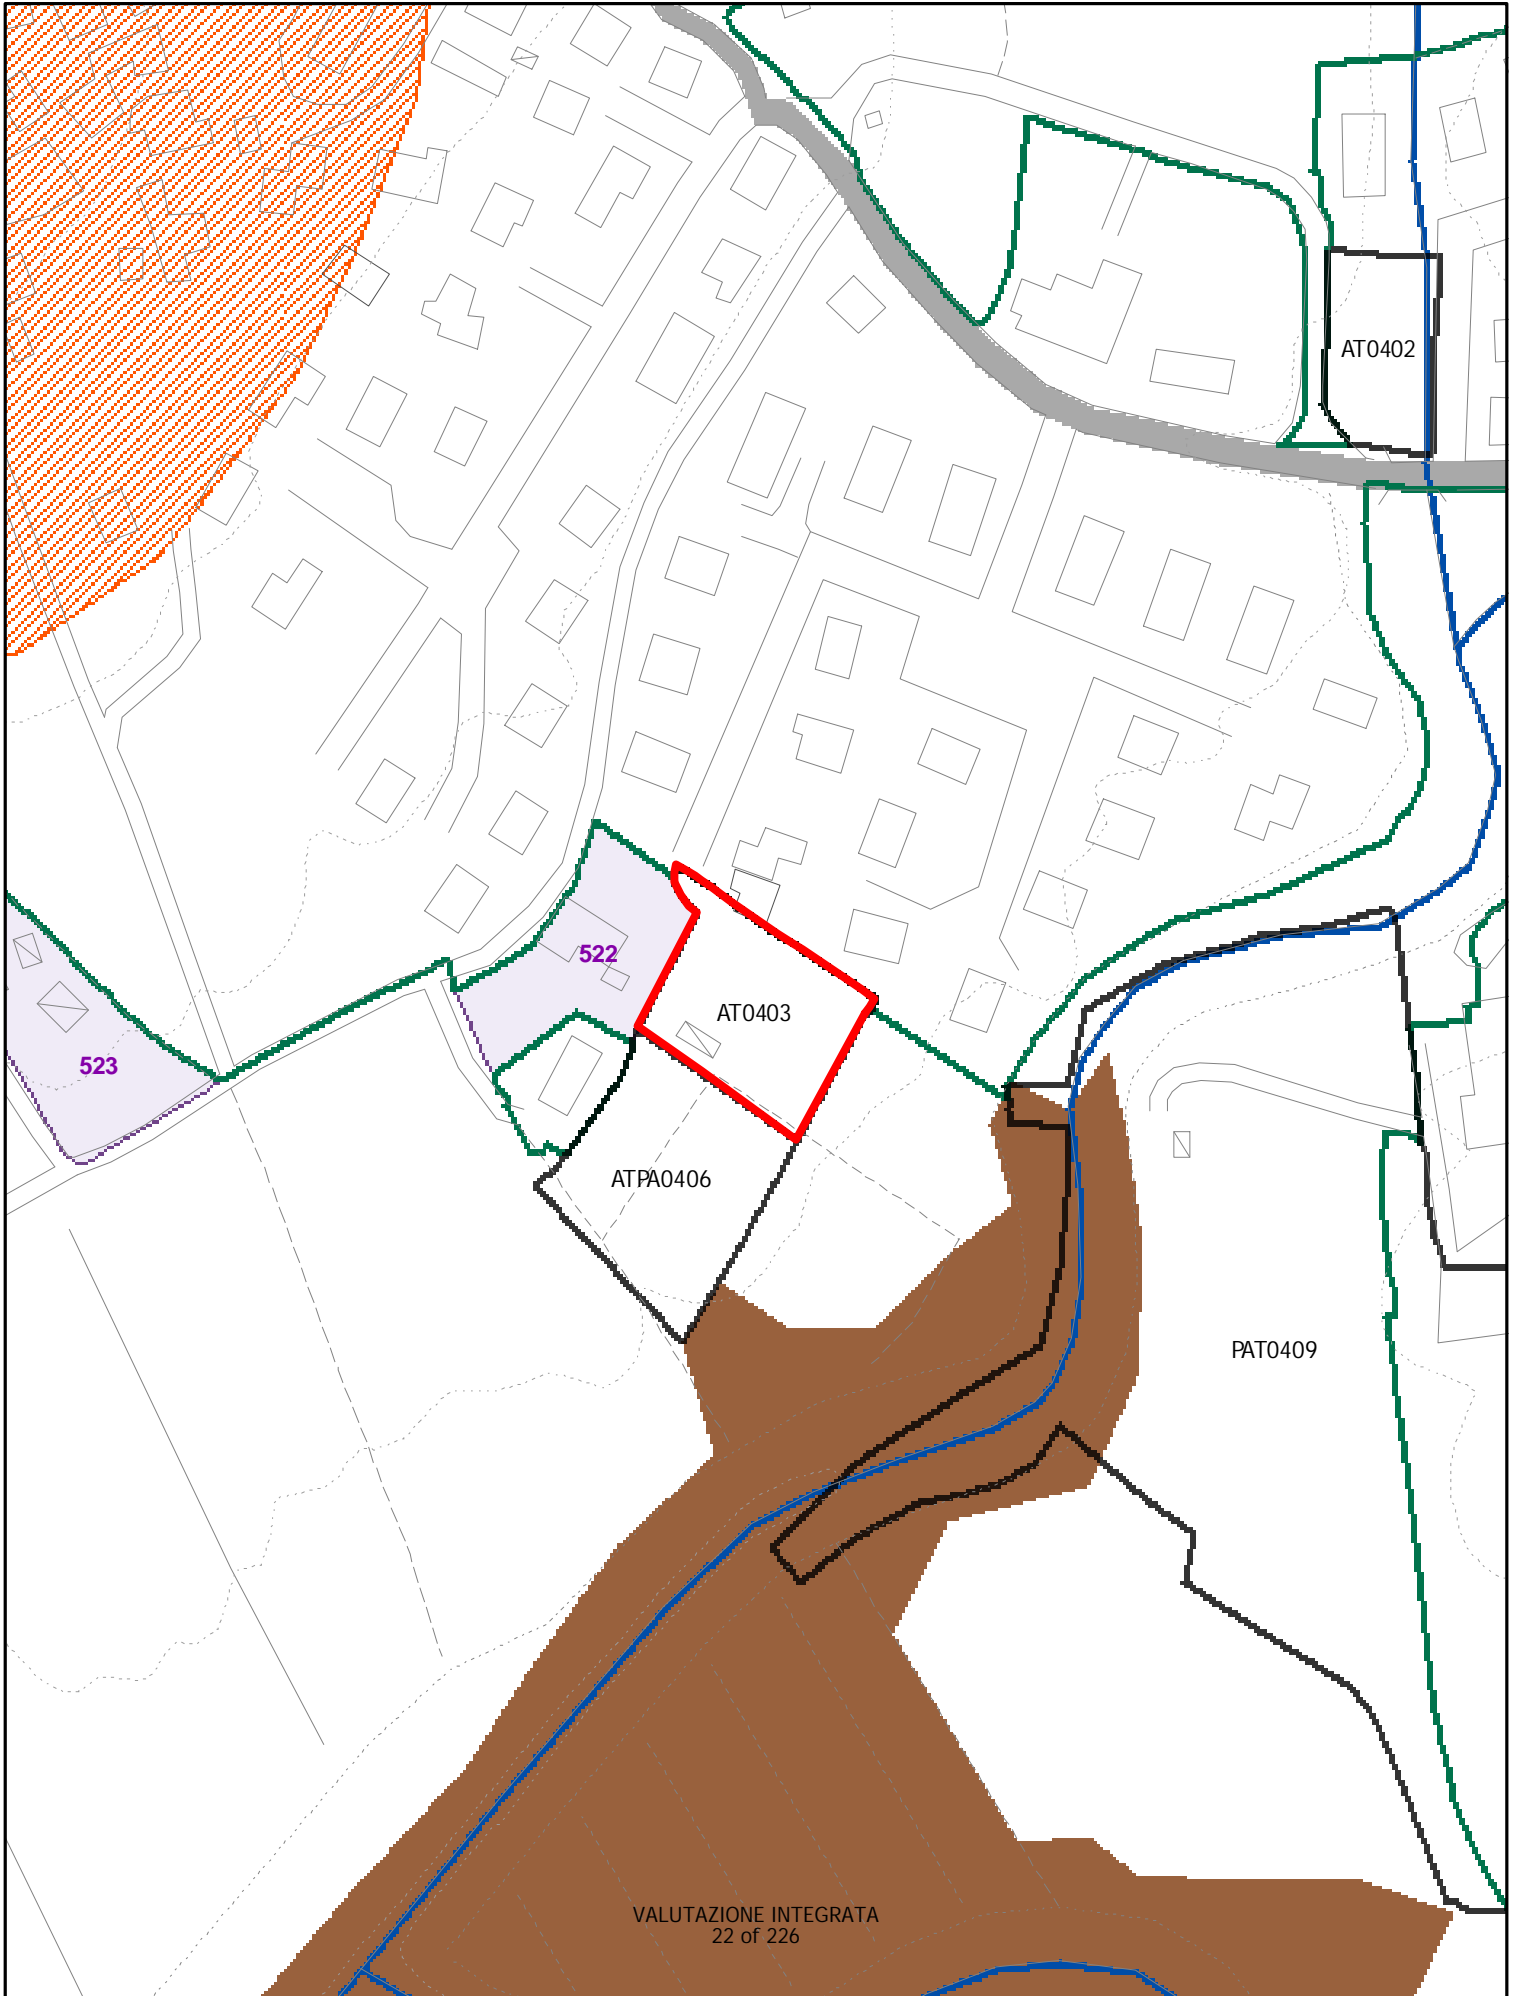 AT0402
522
AT0403
523
ATPA0406
PAT0409
VALUTAZIONE INTEGRATA
22 of 226